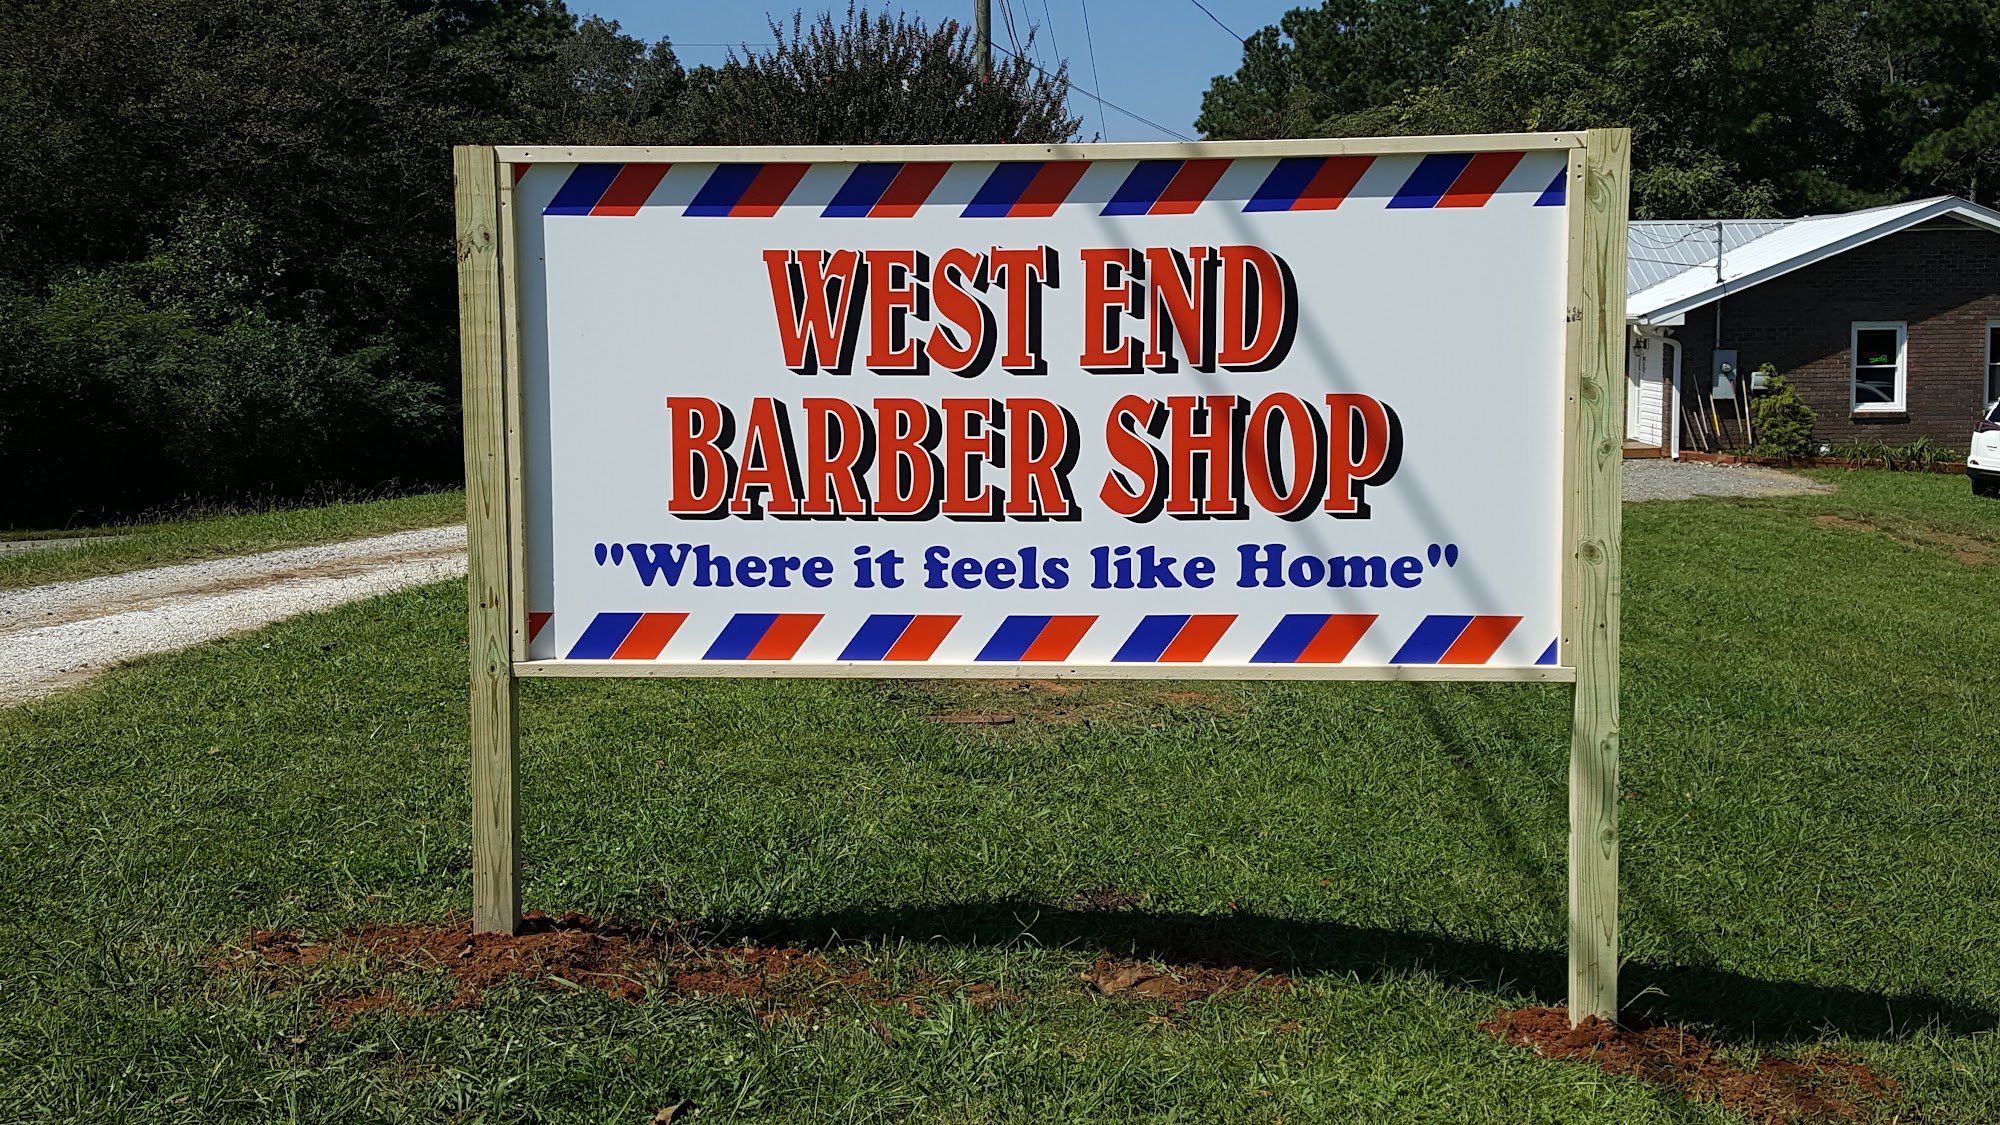 WEST END
BARBER SHOP
"Where it feels like Home"